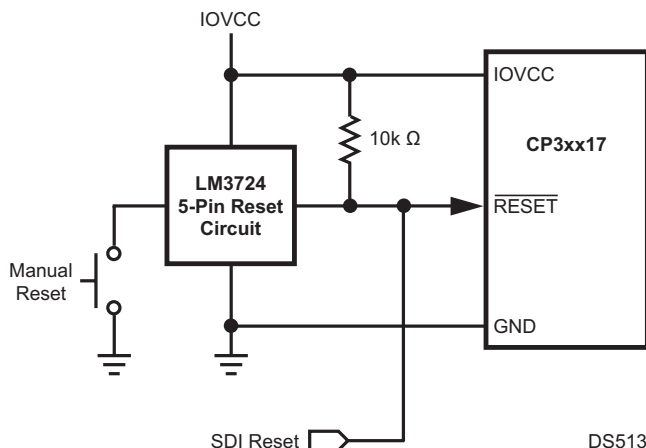 IOVCC
IOVCC
10k Ω
CP3xx17
LM3724
5-Pin Reset
Circuit
RESET
Manual
Reset
GND
SDI Reset
DS513